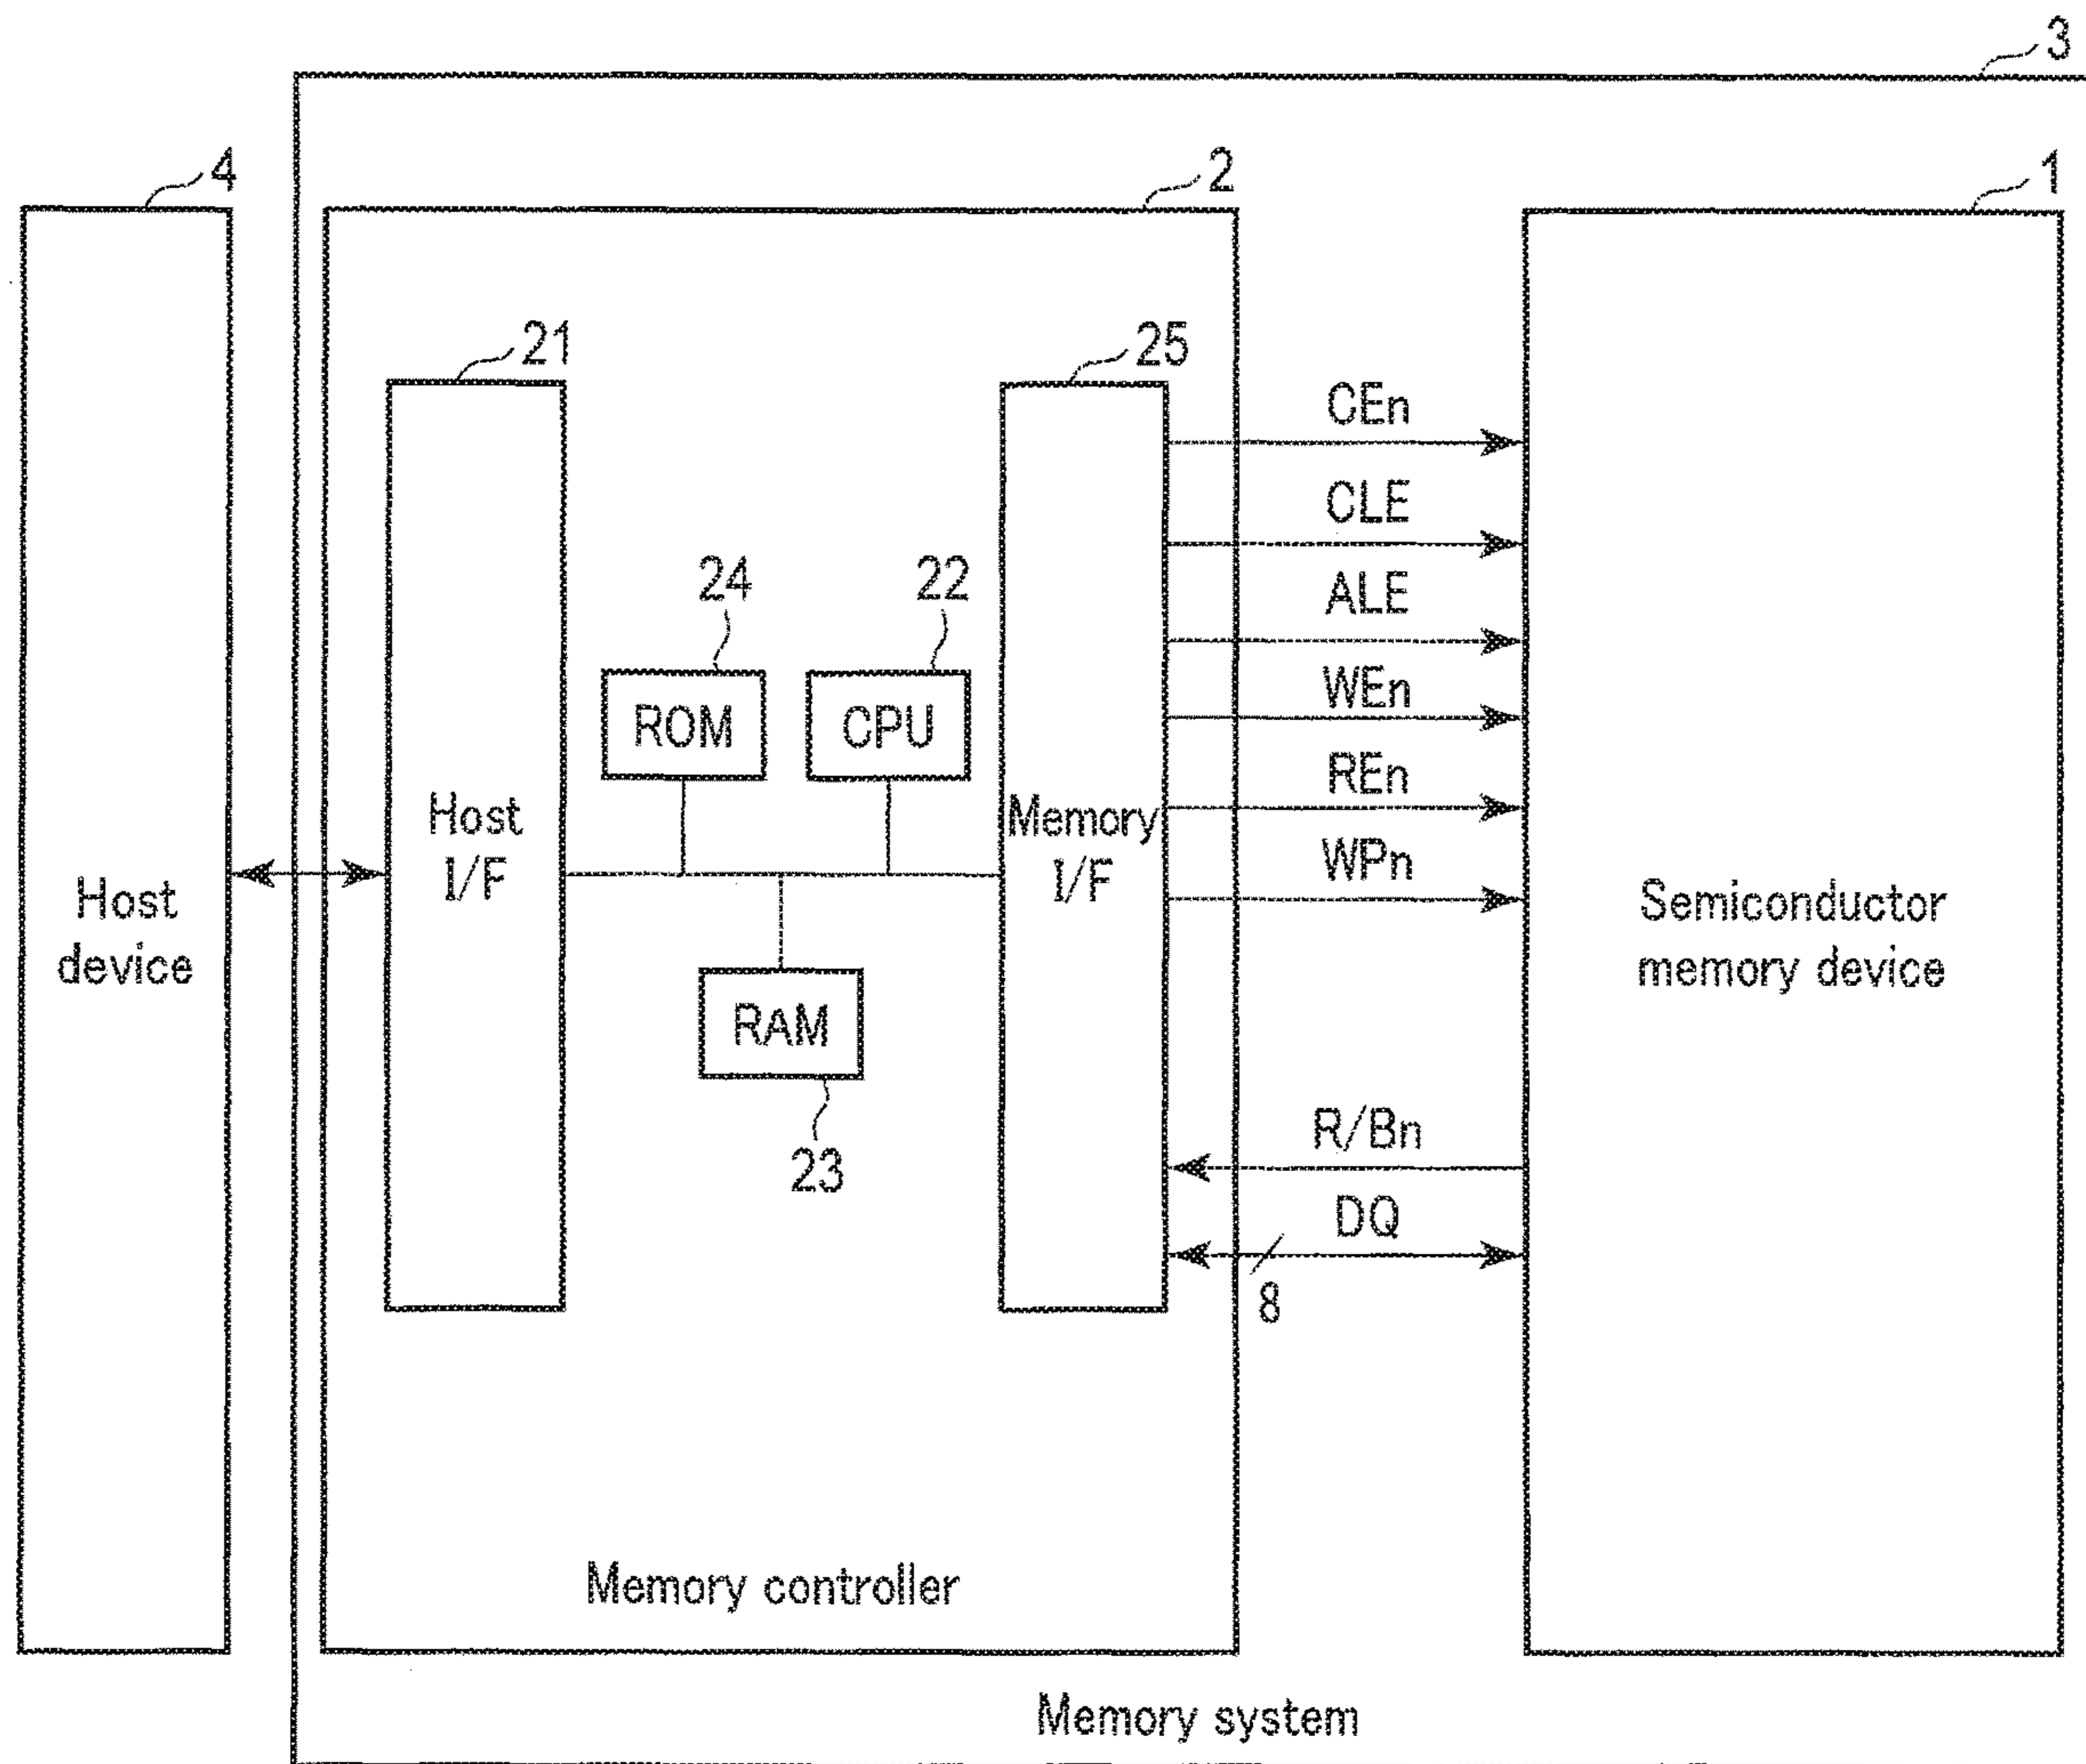 3
4
2
1
21
25
CEn
CLE
24
22
ALE
ROM
CPU
WEn
REn
Host
I/F
Memory
I/F
WPn
Host
device
Semiconductor
memory device
RAM
23
R/Bn
DQ
8
Memory controller
Memory system